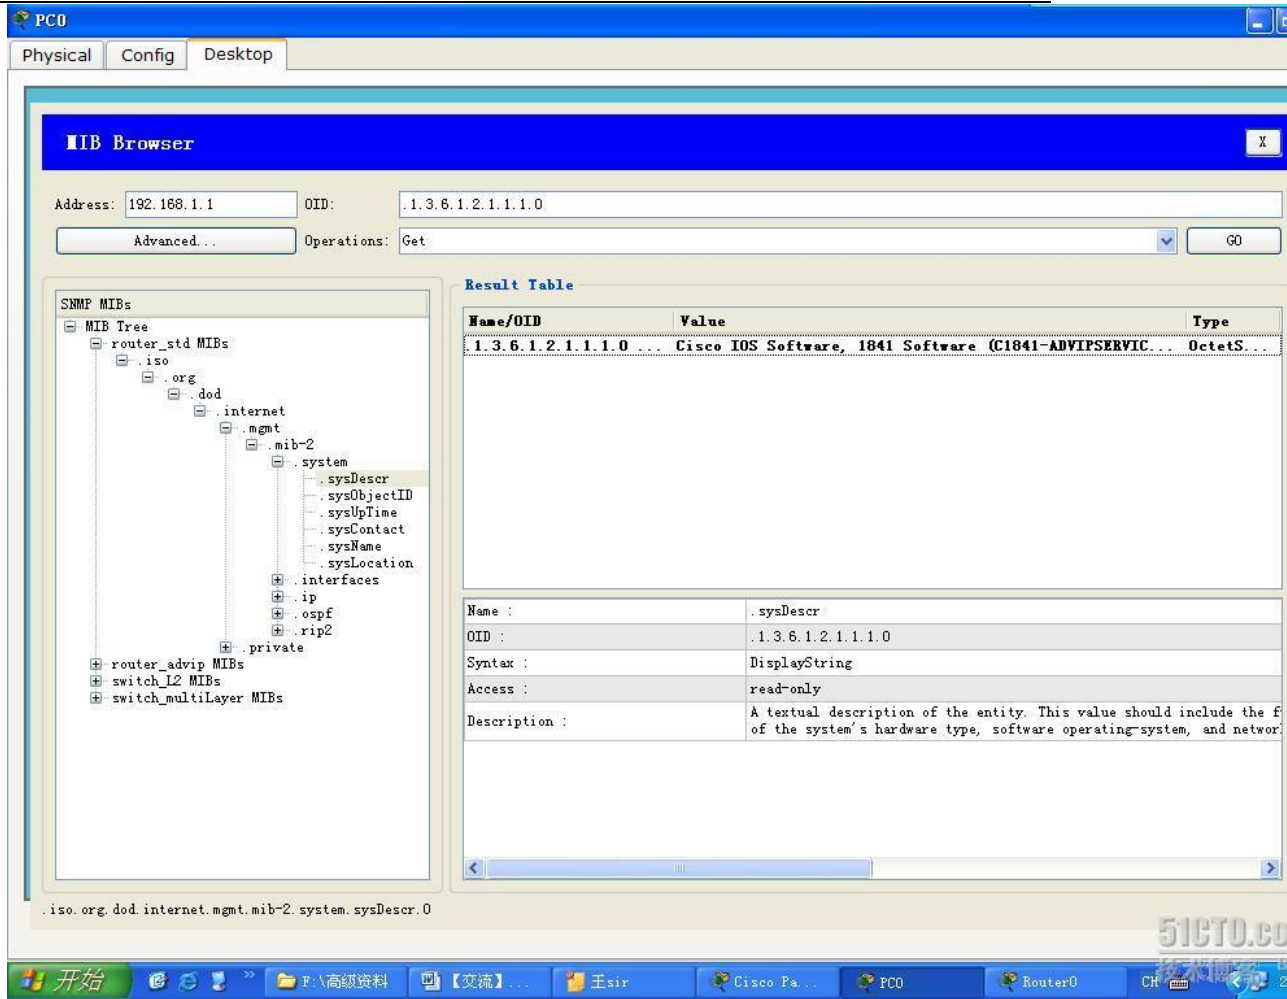 PC0
Physical Config Desktop
MIB Browser
X
Address: 192.168.1.1 OID: .1.3.6.1.2.1.1.1.0
Advanced... Operations: Get GO
SNMP MIBs
MIB Tree
router_std MIBs
.iso
.org
.dod
.internet
.mgmt
.mib-2
.system
.sysDescr
.sysObjectID
.sysUpTime
.sysContact
.sysName
.sysLocation
.interfaces
.ip
.ospf
.rip2
.private
router_advip MIBs
switch_L2 MIBs
switch_multiLayer MIBs
Result Table
Name/OID Value Type
.1.3.6.1.2.1.1.1.0 ... Cisco IOS Software, 1841 Software (C1841-ADVIPSERVIC... OctetS...
Name : .sysDescr
OID : .1.3.6.1.2.1.1.1.0
Syntax : DisplayString
Access : read-only
Description : A textual description of the entity. This value should include the f
of the system's hardware type, software operating-system, and networ
.iso.org.dod.internet.mgmt.mib-2.system.sysDescr.0
51CTO.co
技术博客
开始 F:\高级资料 【交流】... 王sir Cisco Pa... PC0 Router0 CH 2